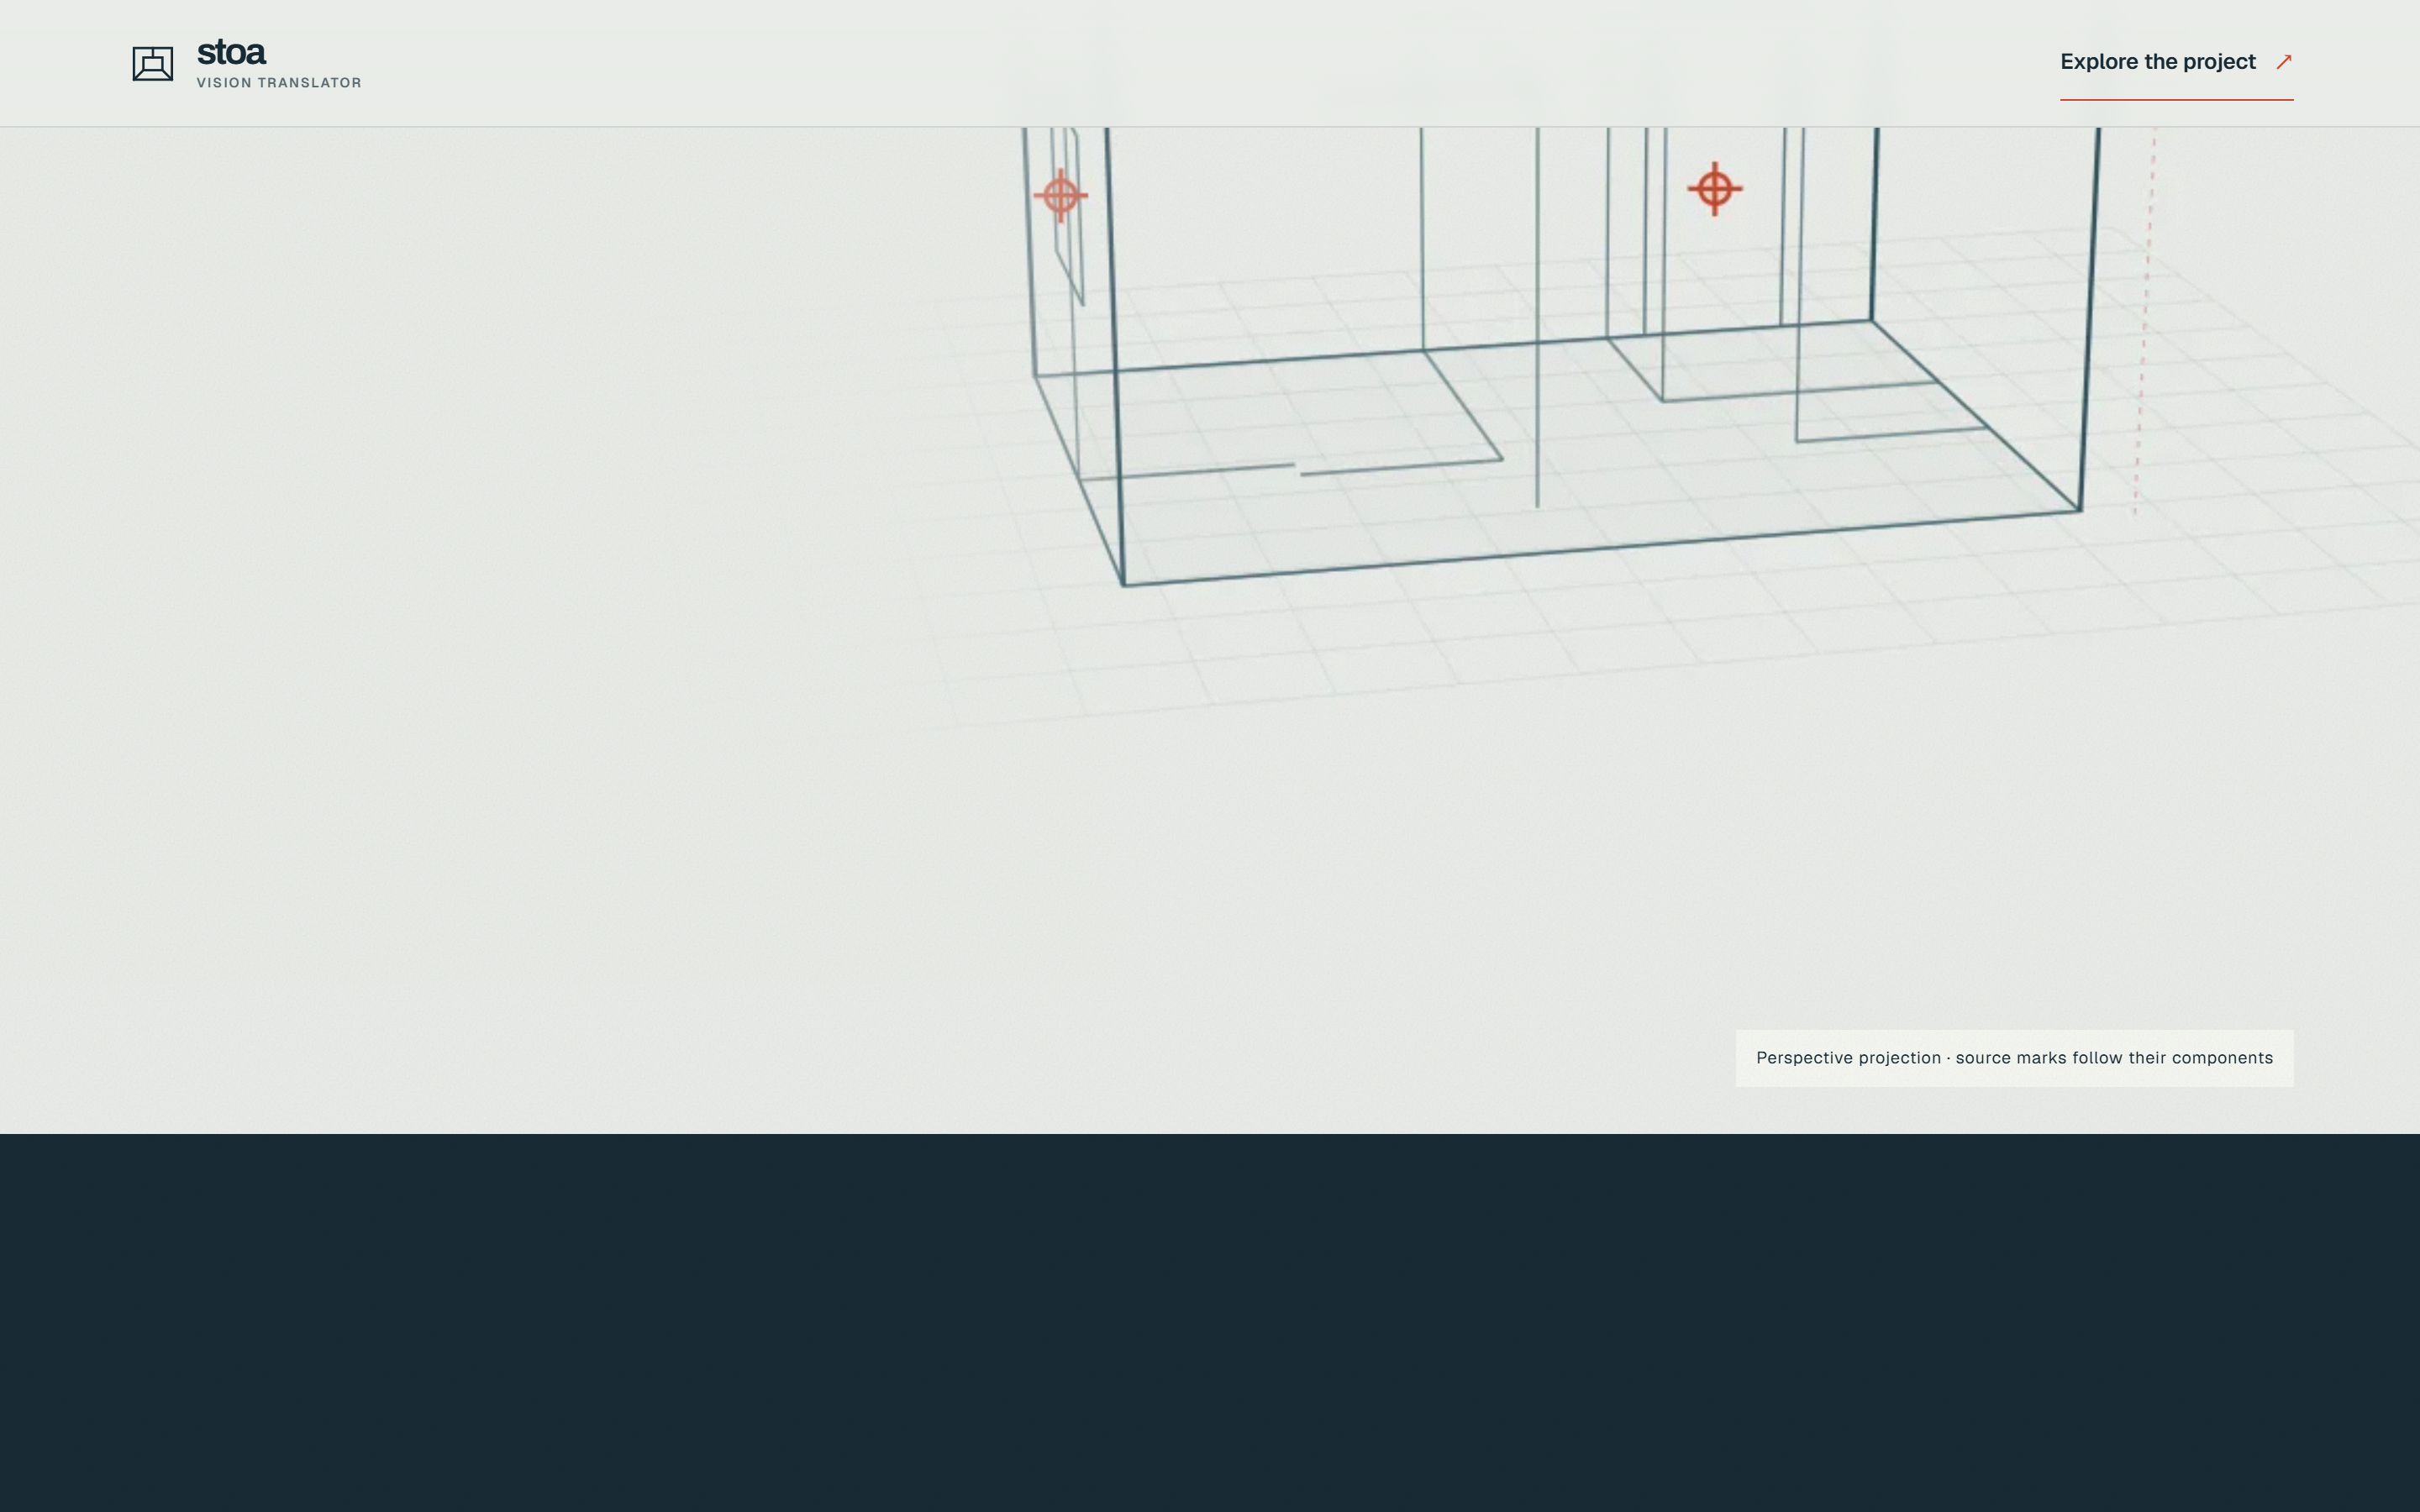 stoa
VISION TRANSLATOR
Explore the project ↗
Perspective projection · source marks follow their components